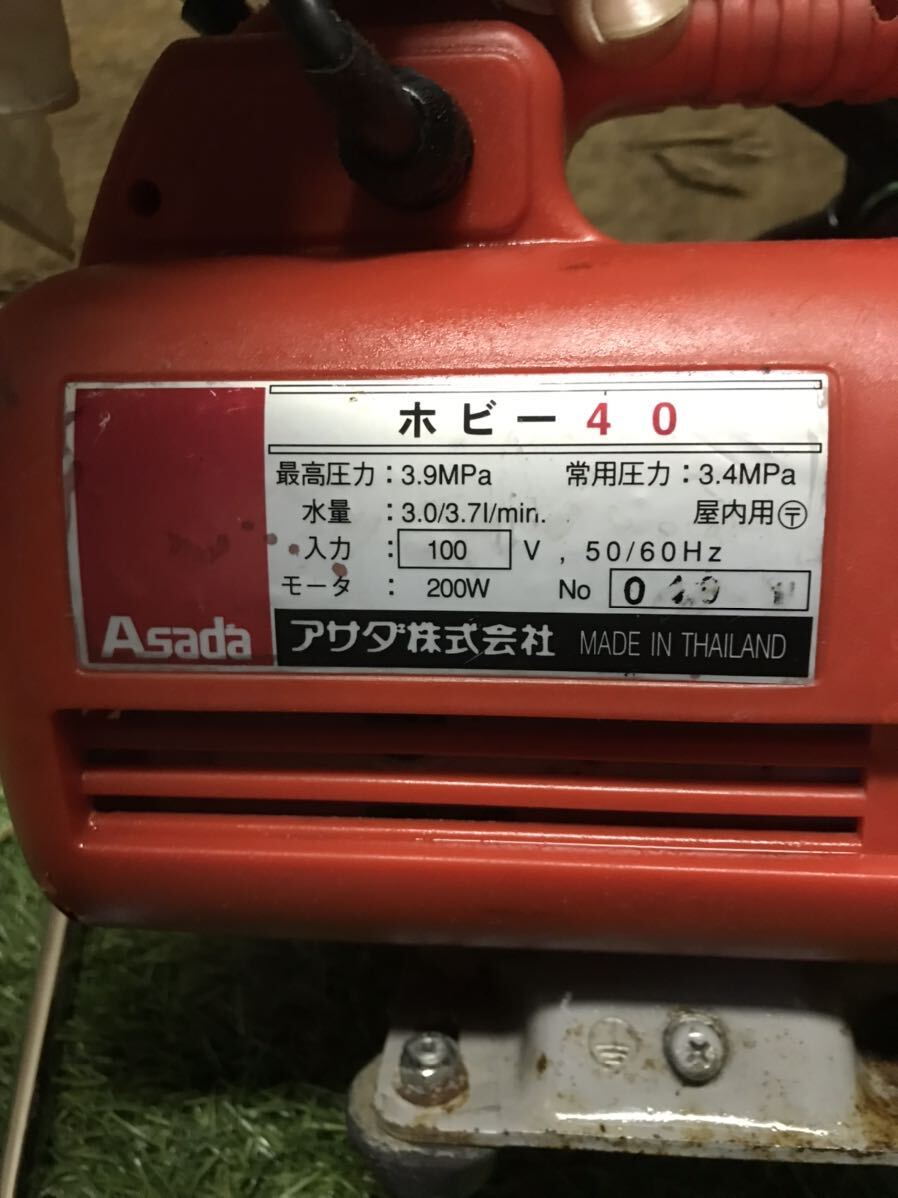 ホビー40
最高圧力：3.9MPa 常用圧力：3.4MPa
水量：3.0/3.7l/min. 屋内用〶
入力：100V，50/60Hz
モータ：200W No
Asada アサダ株式会社 MADE IN THAILAND